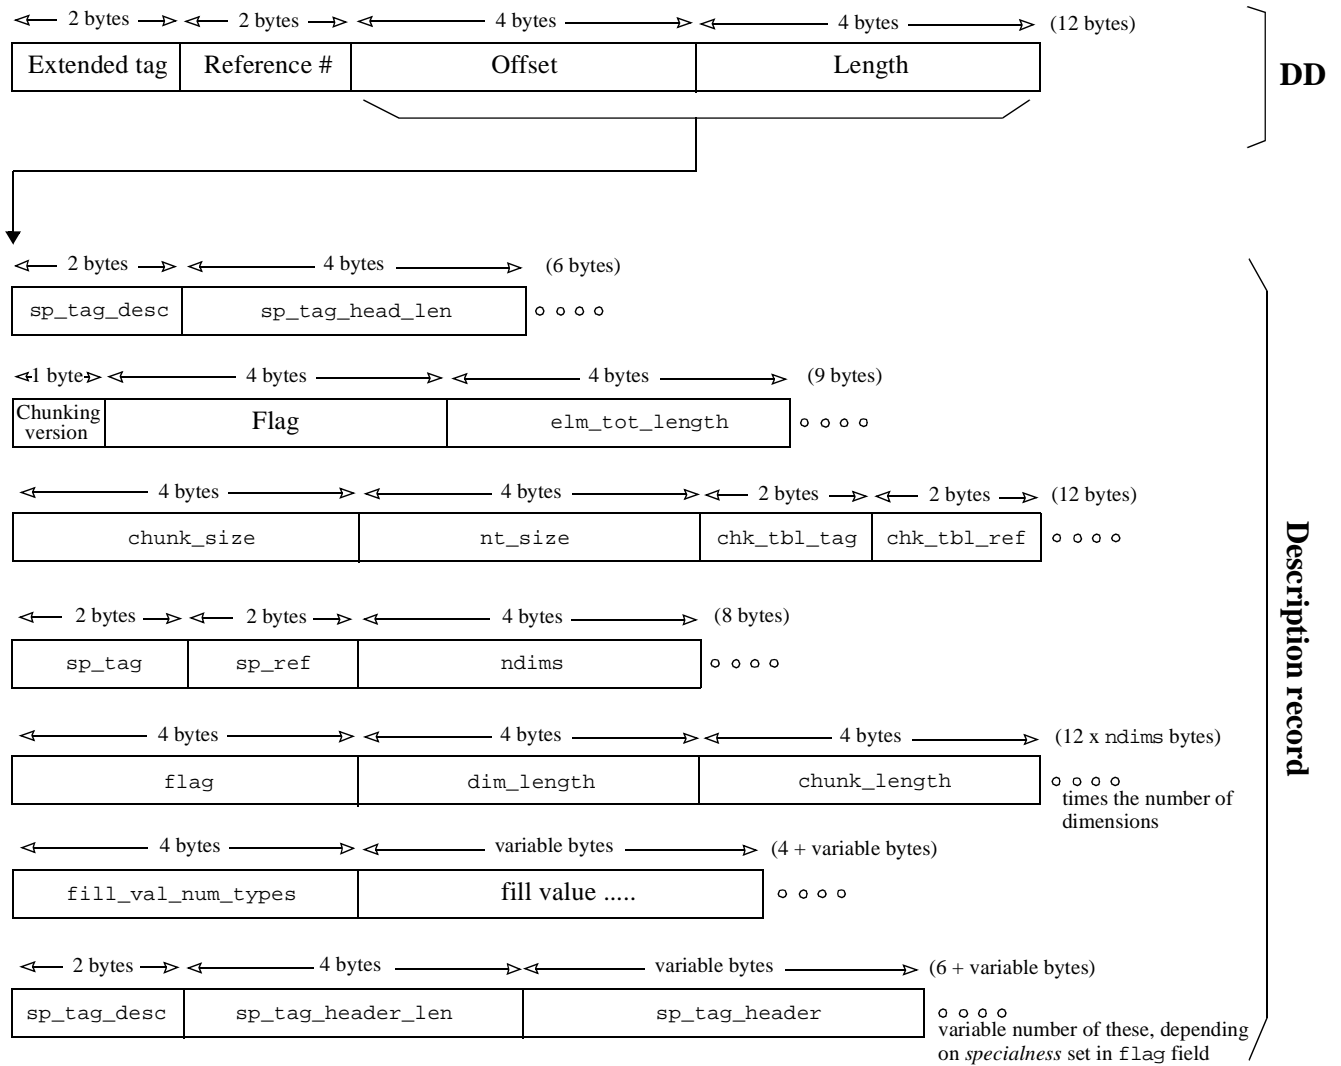 2 bytes 2 bytes 4 bytes 4 bytes (12 bytes)
Extended tag Reference # Offset Length
DD
2 bytes 4 bytes (6 bytes)
sp_tag_desc sp_tag_head_len
1 byte 4 bytes 4 bytes (9 bytes)
Chunking version Flag elm_tot_length
4 bytes 4 bytes 2 bytes 2 bytes (12 bytes)
chunk_size nt_size chk_tbl_tag chk_tbl_ref
2 bytes 2 bytes 4 bytes (8 bytes)
sp_tag sp_ref ndims
Description record
4 bytes 4 bytes 4 bytes (12 x ndims bytes)
flag dim_length chunk_length
times the number of
dimensions
4 bytes variable bytes (4 + variable bytes)
fill_val_num_types fill value .....
2 bytes 4 bytes variable bytes (6 + variable bytes)
sp_tag_desc sp_tag_header_len sp_tag_header
variable number of these, depending
on specialness set in flag field